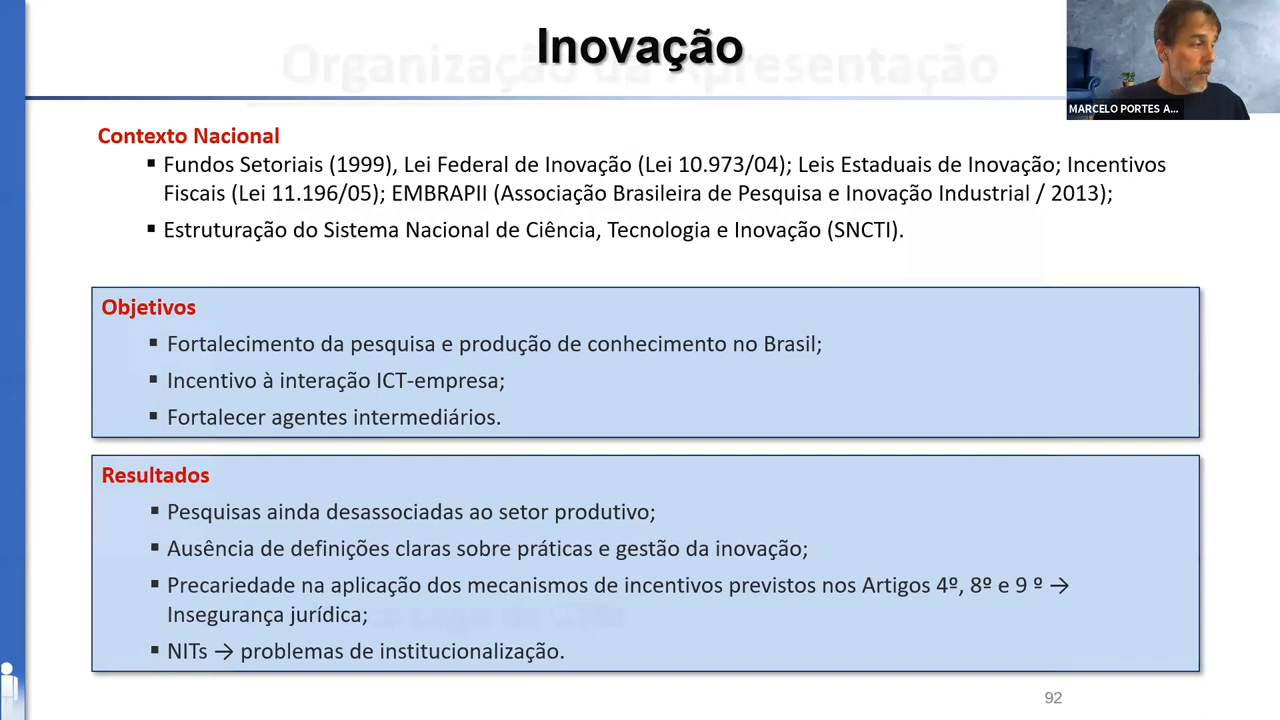 Inovação
Organização da Apresentação
MARCELO PORTES A...
Contexto Nacional
▪ Fundos Setoriais (1999), Lei Federal de Inovação (Lei 10.973/04); Leis Estaduais de Inovação; Incentivos
Fiscais (Lei 11.196/05); EMBRAPII (Associação Brasileira de Pesquisa e Inovação Industrial / 2013);
▪ Estruturação do Sistema Nacional de Ciência, Tecnologia e Inovação (SNCTI).
Objetivos
▪ Fortalecimento da pesquisa e produção de conhecimento no Brasil;
▪ Incentivo à interação ICT-empresa;
▪ Fortalecer agentes intermediários.
Resultados
▪ Pesquisas ainda desassociadas ao setor produtivo;
▪ Ausência de definições claras sobre práticas e gestão da inovação;
▪ Precariedade na aplicação dos mecanismos de incentivos previstos nos Artigos 4º, 8º e 9 º →
Insegurança jurídica;
▪ NITs → problemas de institucionalização.
92